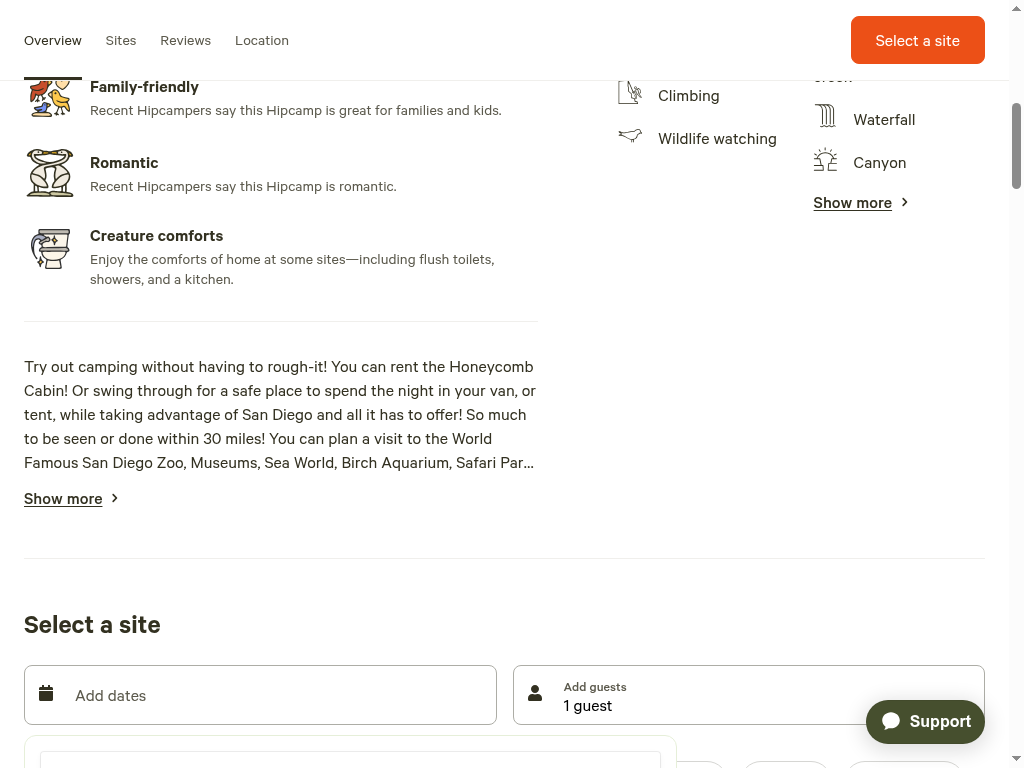 Overview
Sites
Reviews
Location
Select a site
Family-friendly
Recent Hipcampers say this Hipcamp is great for families and kids.
Romantic
Recent Hipcampers say this Hipcamp is romantic.
Creature comforts
Enjoy the comforts of home at some sites—including flush toilets,
showers, and a kitchen.
Climbing
Wildlife watching
Waterfall
Canyon
Show more
Try out camping without having to rough-it! You can rent the Honeycomb
Cabin! Or swing through for a safe place to spend the night in your van, or
tent, while taking advantage of San Diego and all it has to offer! So much
to be seen or done within 30 miles! You can plan a visit to the World
Famous San Diego Zoo, Museums, Sea World, Birch Aquarium, Safari Par...
Show more
Select a site
Add dates
Add guests
1 guest
Support